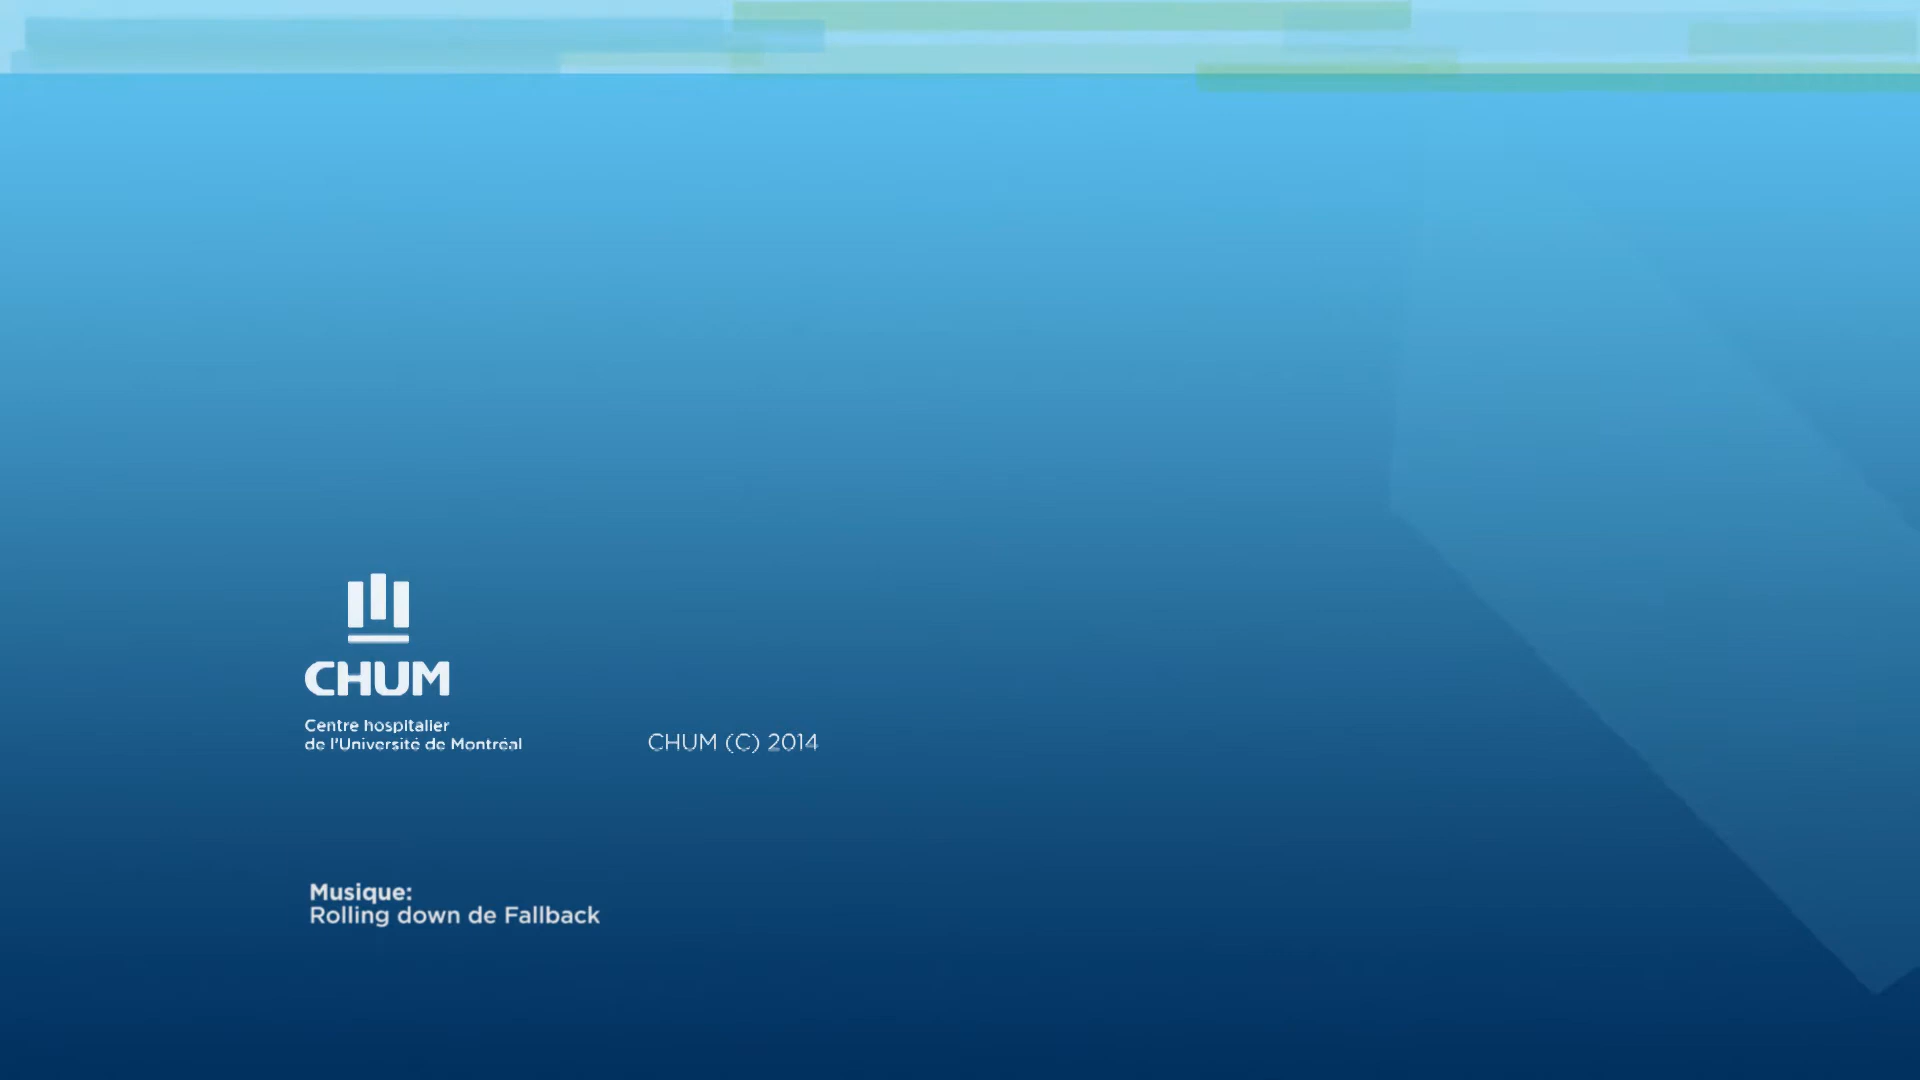 CHUM
Centre hospitalier
de l'Université de Montréal
CHUM (C) 2014
Musique:
Rolling down de Fallback